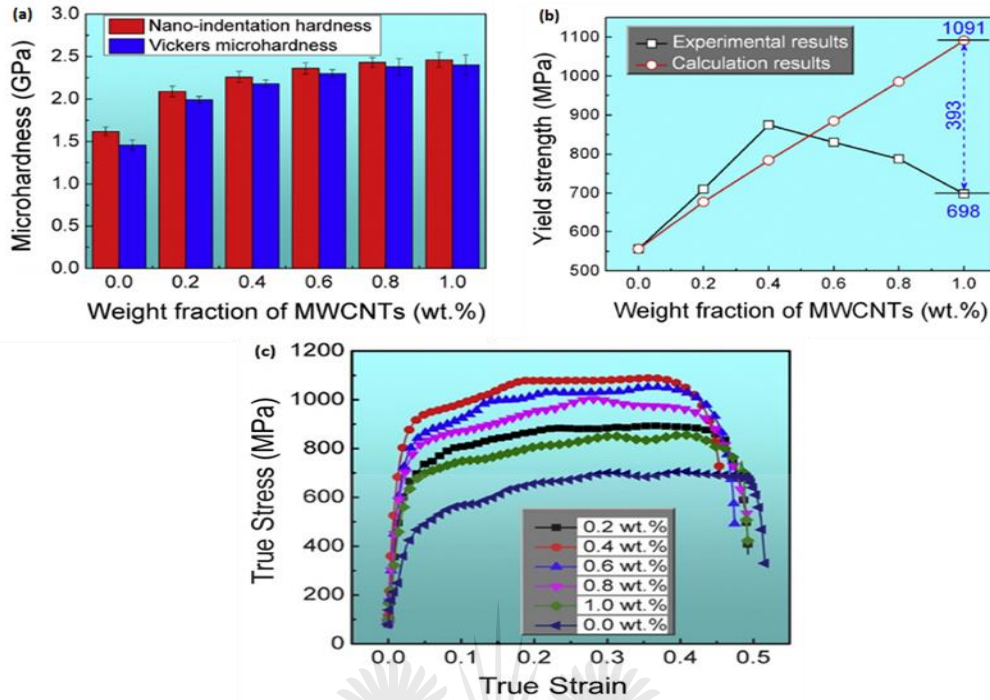 (a)
Nano-indentation hardness
Vickers microhardness
Microhardness (GPa)
3.0
2.5
2.0
1.5
1.0
0.5
0.0
0.0 0.2 0.4 0.6 0.8 1.0
Weight fraction of MWCNTs (wt.%)
(b)
Experimental results
Calculation results
Yield strength (MPa)
1100
1000
900
800
700
600
500
1091
393
698
0.0 0.2 0.4 0.6 0.8 1.0
Weight fraction of MWCNTs (wt.%)
(c)
True Stress (MPa)
1200
1000
800
600
400
200
0
0.2 wt.%
0.4 wt.%
0.6 wt.%
0.8 wt.%
1.0 wt.%
0.0 wt.%
0.0 0.1 0.2 0.3 0.4 0.5
True Strain